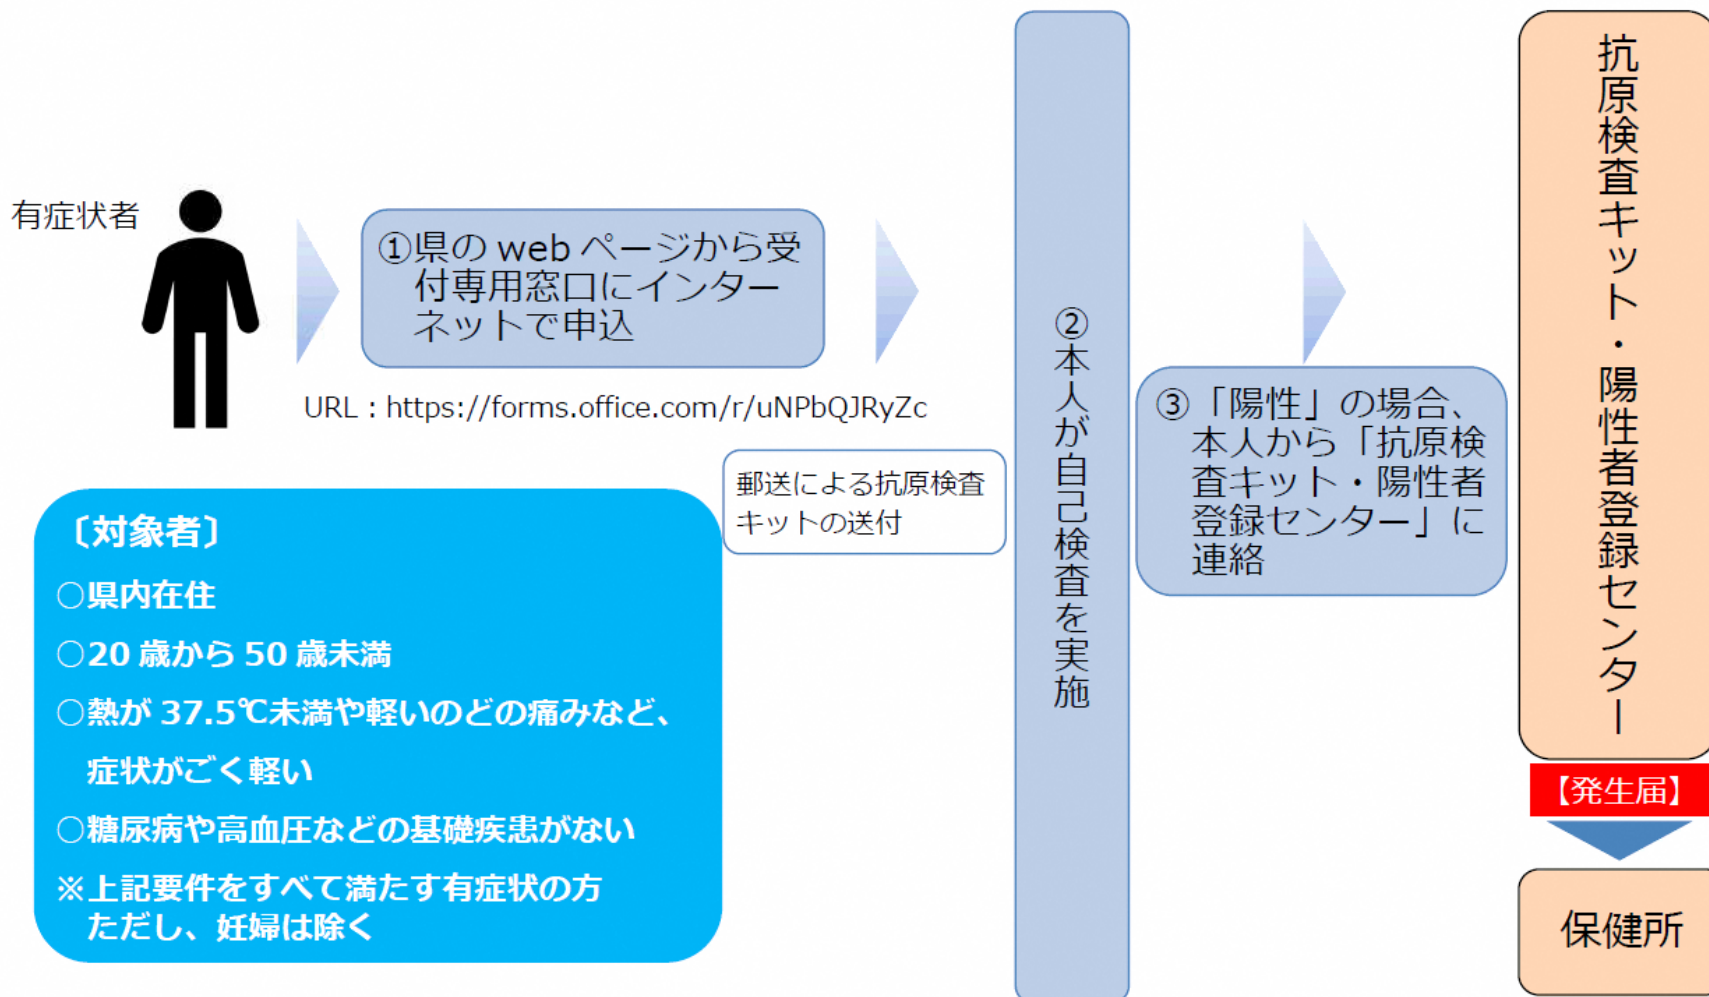 有症状者
①県の web ページから受
付専用窓口にインター
ネットで申込
URL：https://forms.office.com/r/uNPbQJRyZc
郵送による抗原検査
キットの送付
〔対象者〕
○県内在住
○20 歳から 50 歳未満
○熱が 37.5℃未満や軽いのどの痛みなど、
症状がごく軽い
○糖尿病や高血圧などの基礎疾患がない
※上記要件をすべて満たす有症状の方
ただし、妊婦は除く
②本人が自己検査を実施
③「陽性」の場合、
本人から「抗原検
査キット・陽性者
登録センター」に
連絡
抗原検査キット・陽性者登録センター
【発生届】
保健所